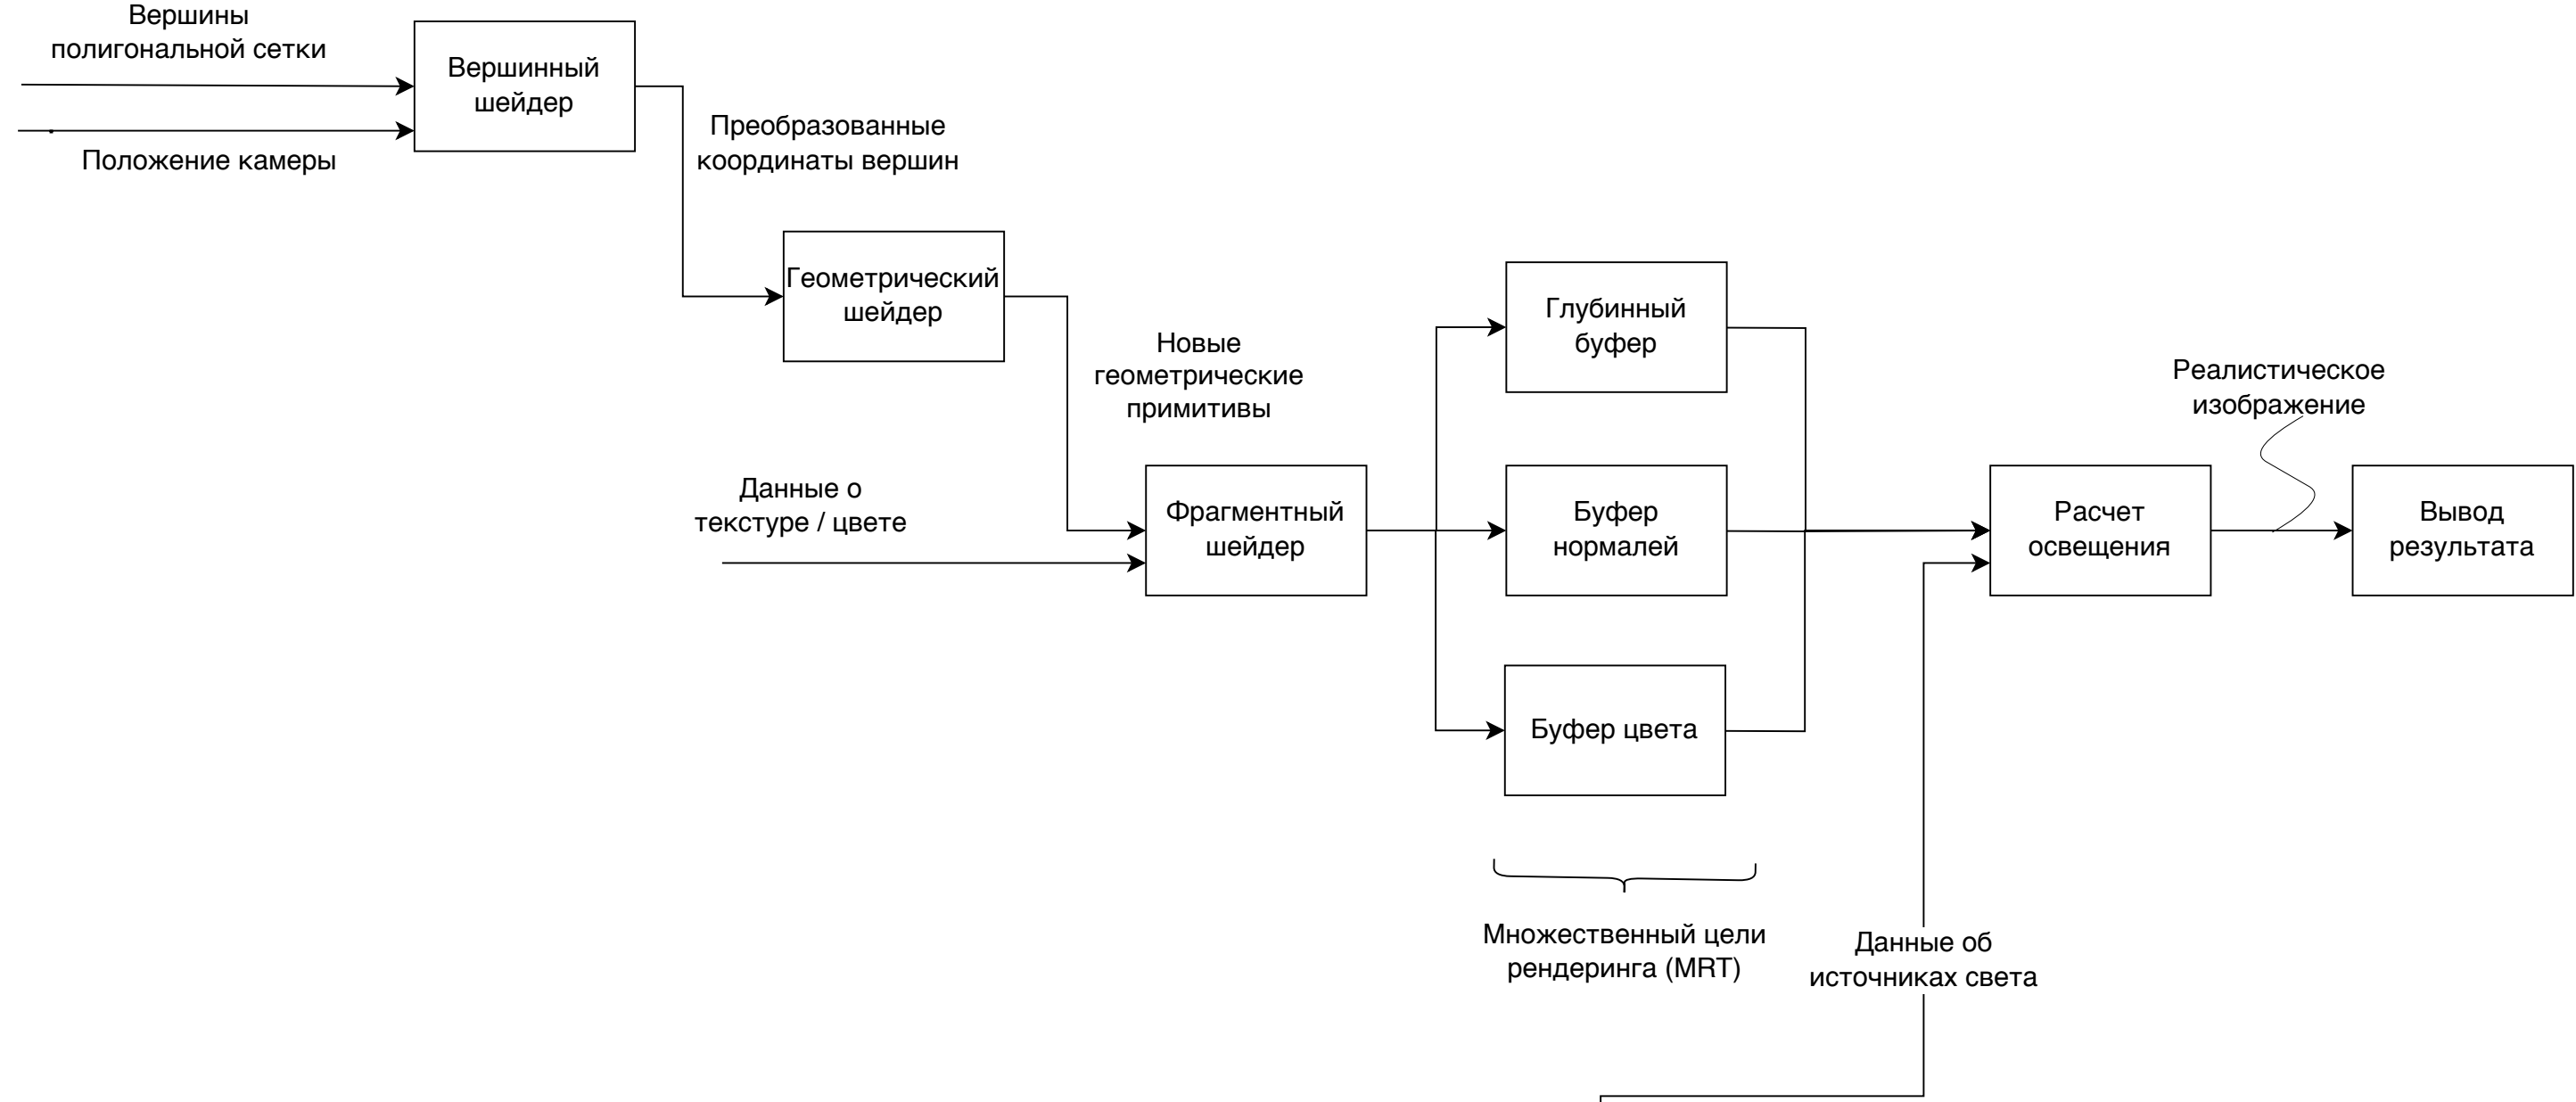 Вершины
полигональной сетки
Вершинный
шейдер
Положение камеры
Преобразованные
координаты вершин
Геометрический
шейдер
Новые
геометрические
примитивы
Данные о
текстуре / цвете
Фрагментный
шейдер
Глубинный
буфер
Буфер
нормалей
Буфер цвета
Множественный цели
рендеринга (MRT)
Данные об
источниках света
Расчет
освещения
Реалистическое
изображение
Вывод
результата